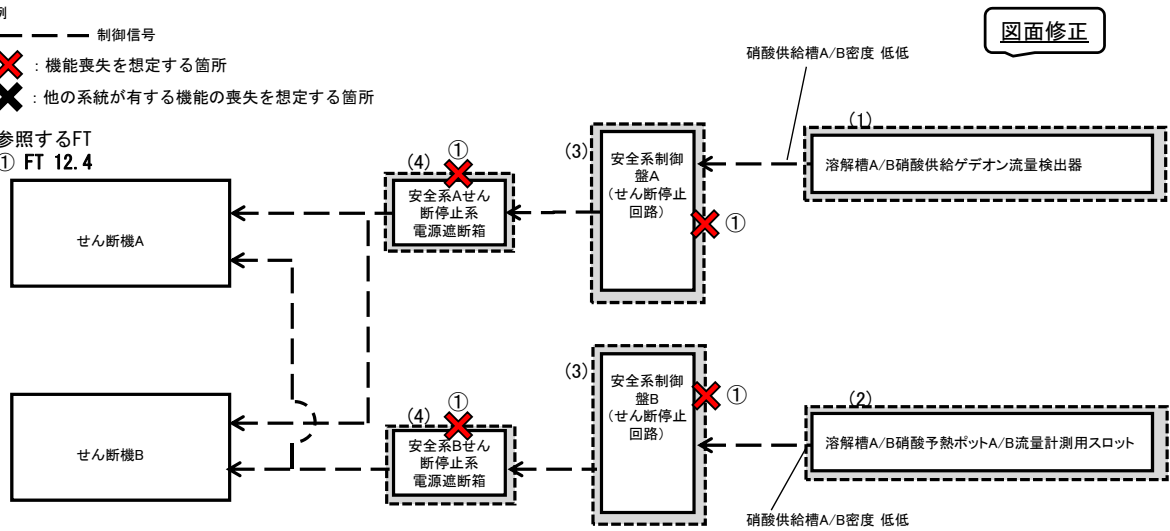 例
制御信号
：機能喪失を想定する箇所
：他の系統が有する機能の喪失を想定する箇所
参照するFT
① FT 12.4
図面修正
硝酸供給槽A/B密度 低低
(1)
溶解槽A/B硝酸供給ゲデオン流量検出器
(3)
安全系制御
盤A
(せん断停止
回路)
①
(4)
①
安全系Aせん
断停止系
電源遮断箱
せん断機A
(3)
安全系制御
盤B
(せん断停止
回路)
①
(2)
溶解槽A/B硝酸予熱ポットA/B流量計測用スロット
硝酸供給槽A/B密度 低低
(4)
①
安全系Bせん
断停止系
電源遮断箱
せん断機B